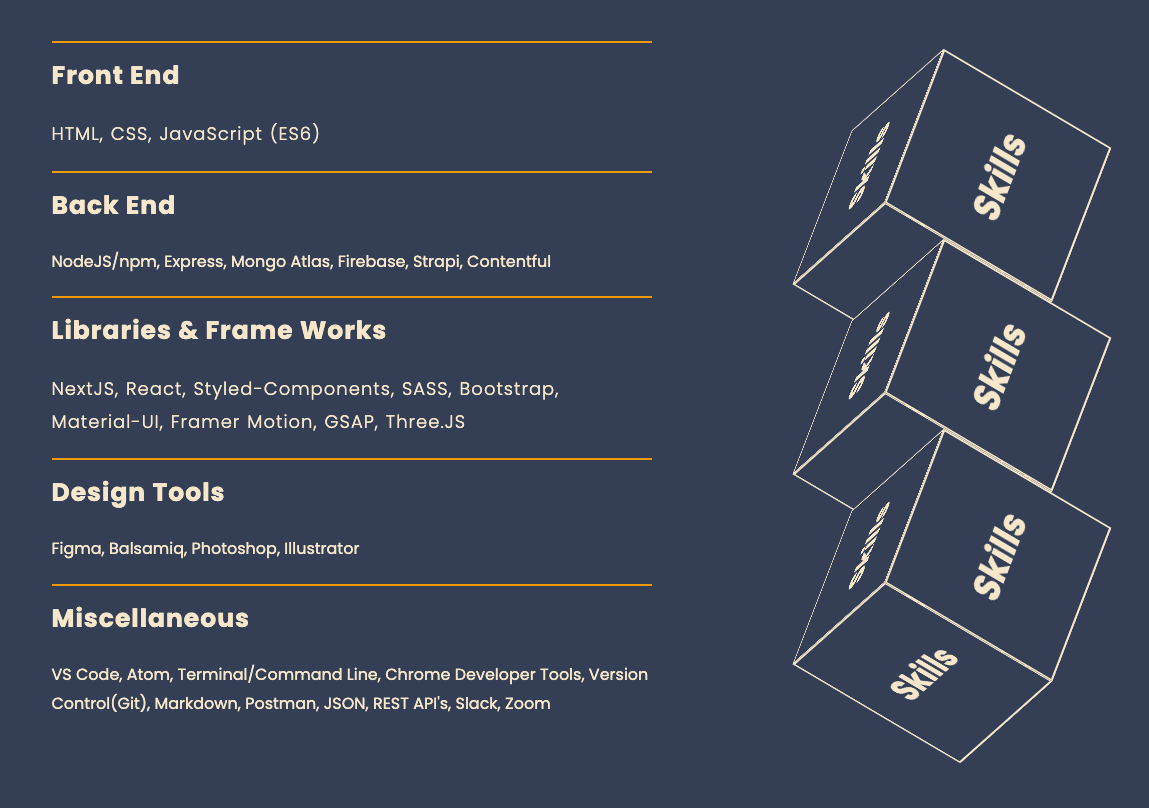 Front End
HTML, CSS, JavaScript (ES6)
Back End
NodeJS/npm, Express, Mongo Atlas, Firebase, Strapi, Contentful
Libraries & Frame Works
NextJS, React, Styled-Components, SASS, Bootstrap,
Material-UI, Framer Motion, GSAP, Three.JS
Design Tools
Figma, Balsamiq, Photoshop, Illustrator
Miscellaneous
VS Code, Atom, Terminal/Command Line, Chrome Developer Tools, Version
Control(Git), Markdown, Postman, JSON, REST API's, Slack, Zoom
Skills
Skills
Skills
Skills